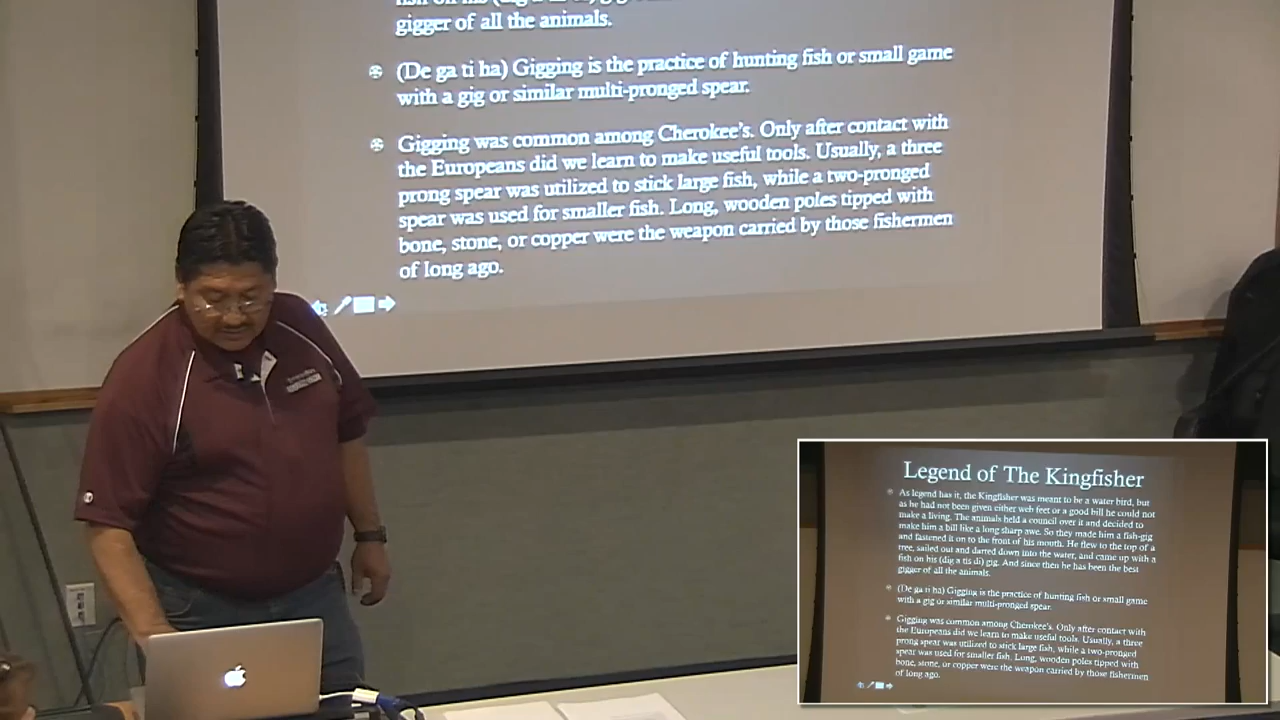 fish on his (dig a tis di) gig
gigger of all the animals.
(De ga ti ha) Gigging is the practice of hunting fish or small game
with a gig or similar multi-pronged spear.
Gigging was common among Cherokee's. Only after contact with
the Europeans did we learn to make useful tools. Usually, a three
prong spear was utilized to stick large fish, while a two-pronged
spear was used for smaller fish. Long, wooden poles tipped with
bone, stone, or copper were the weapon carried by those fishermen
of long ago.
Legend of The Kingfisher
As legend has it, the Kingfisher was meant to be a water bird, but
as he had not been given either web feet or a good bill he could not
make a living. The animals held a council over it and decided to
make him a bill like a long sharp awe. So they made him a fish-gig
and fastened it on to the front of his mouth. He flew to the top of a
tree, sailed out and darted down into the water, and came up with a
fish on his (dig a tis di) gig. And since then he has been the best
gigger of all the animals.
(De ga ti ha) Gigging is the practice of hunting fish or small game
with a gig or similar multi-pronged spear.
Gigging was common among Cherokee's. Only after contact with
the Europeans did we learn to make useful tools. Usually, a three
prong spear was utilized to stick large fish, while a two-pronged
spear was used for smaller fish. Long, wooden poles tipped with
bone, stone, or copper were the weapon carried by those fishermen
of long ago.